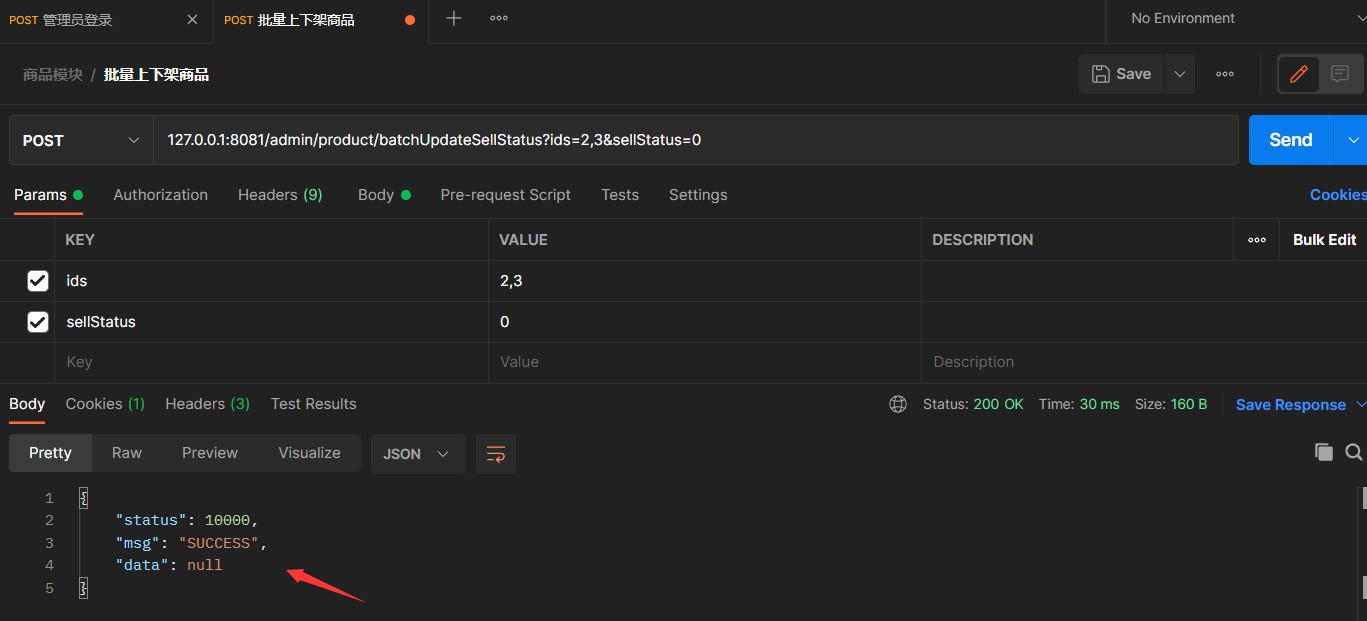 POST 管理员登录 POST 批量上下架商品 No Environment
商品模块 / 批量上下架商品 Save
POST 127.0.0.1:8081/admin/product/batchUpdateSellStatus?ids=2,3&sellStatus=0 Send
Params Authorization Headers (9) Body Pre-request Script Tests Settings Cookies
KEY VALUE DESCRIPTION Bulk Edit
ids 2,3
sellStatus 0
Key Value Description
Body Cookies (1) Headers (3) Test Results Status: 200 OK Time: 30 ms Size: 160 B Save Response
Pretty Raw Preview Visualize JSON
1 {
2 "status": 10000,
3 "msg": "SUCCESS",
4 "data": null
5 }